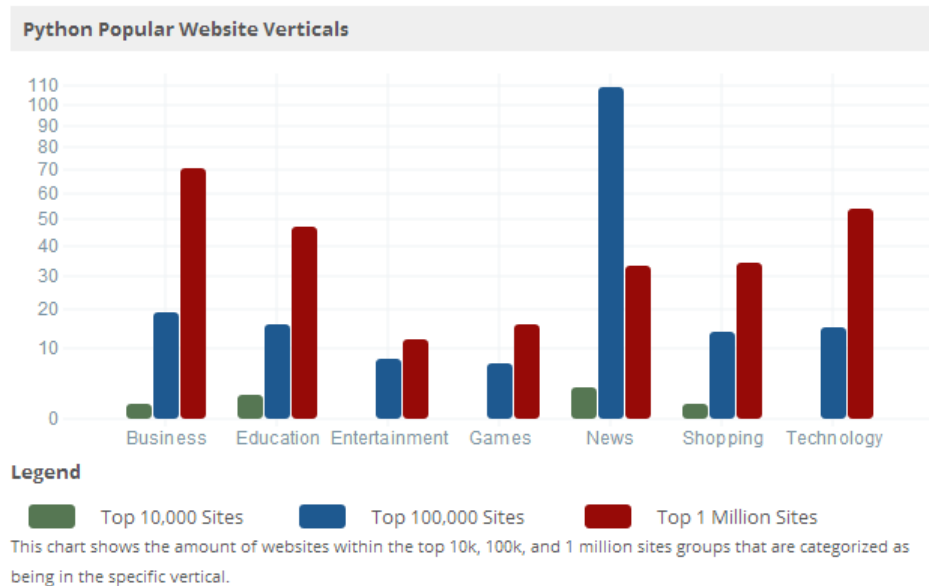 Python Popular Website Verticals
110
100
90
80
70
60
50
40
30
20
10
0
Business Education Entertainment Games News Shopping Technology
Legend
Top 10,000 Sites Top 100,000 Sites Top 1 Million Sites
This chart shows the amount of websites within the top 10k, 100k, and 1 million sites groups that are categorized as
being in the specific vertical.